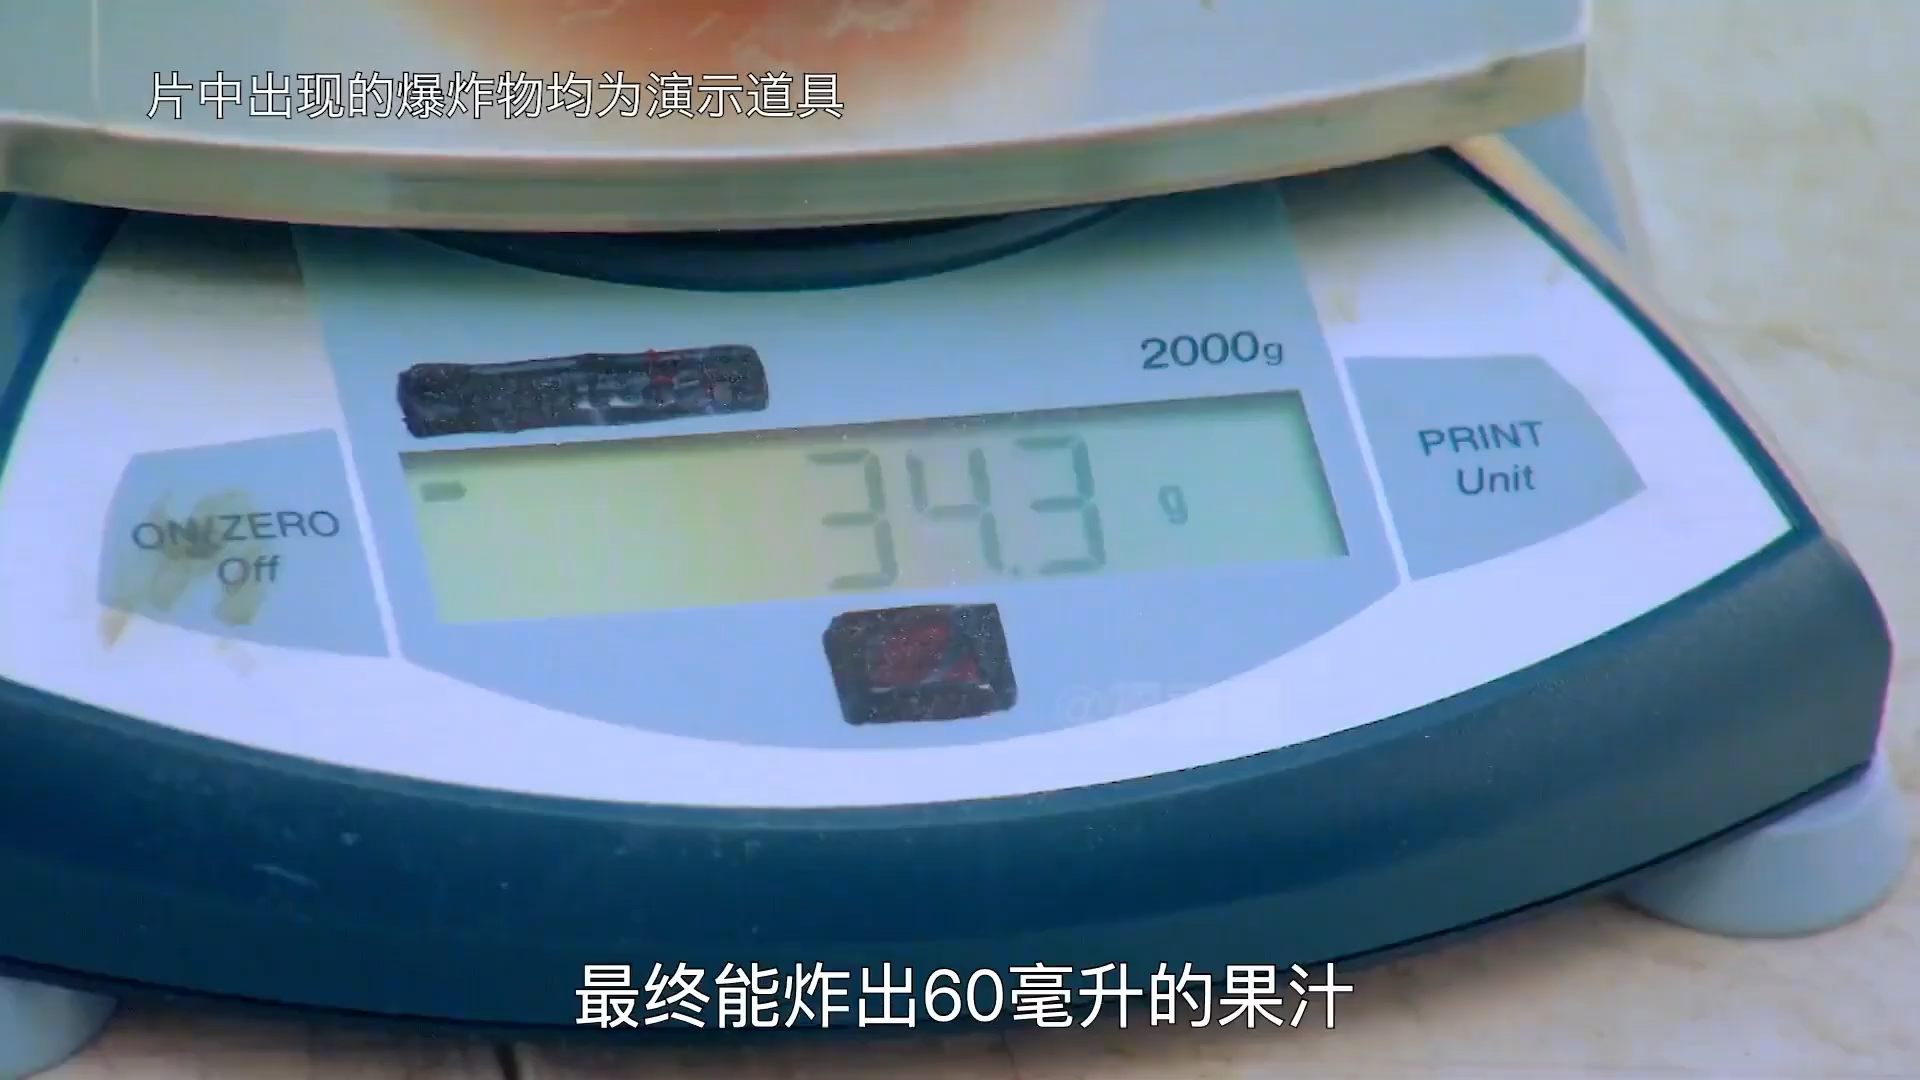 片中出现的爆炸物均为演示道具
2000g
34.3 g
ON/ZERO
Off
PRINT
Unit
最终能炸出60毫升的果汁